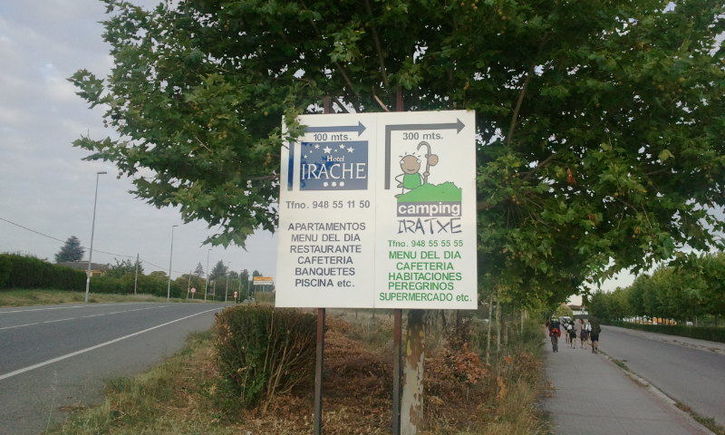 100 mts.
Hotel
IRACHE
Tfno. 948 55 11 50
APARTAMENTOS
MENU DEL DIA
RESTAURANTE
CAFETERIA
BANQUETES
PISCINA etc.
300 mts.
camping
IRATXE
Tfno. 948 55 55 55
MENU DEL DIA
CAFETERIA
HABITACIONES
PEREGRINOS
SUPERMERCADO etc.